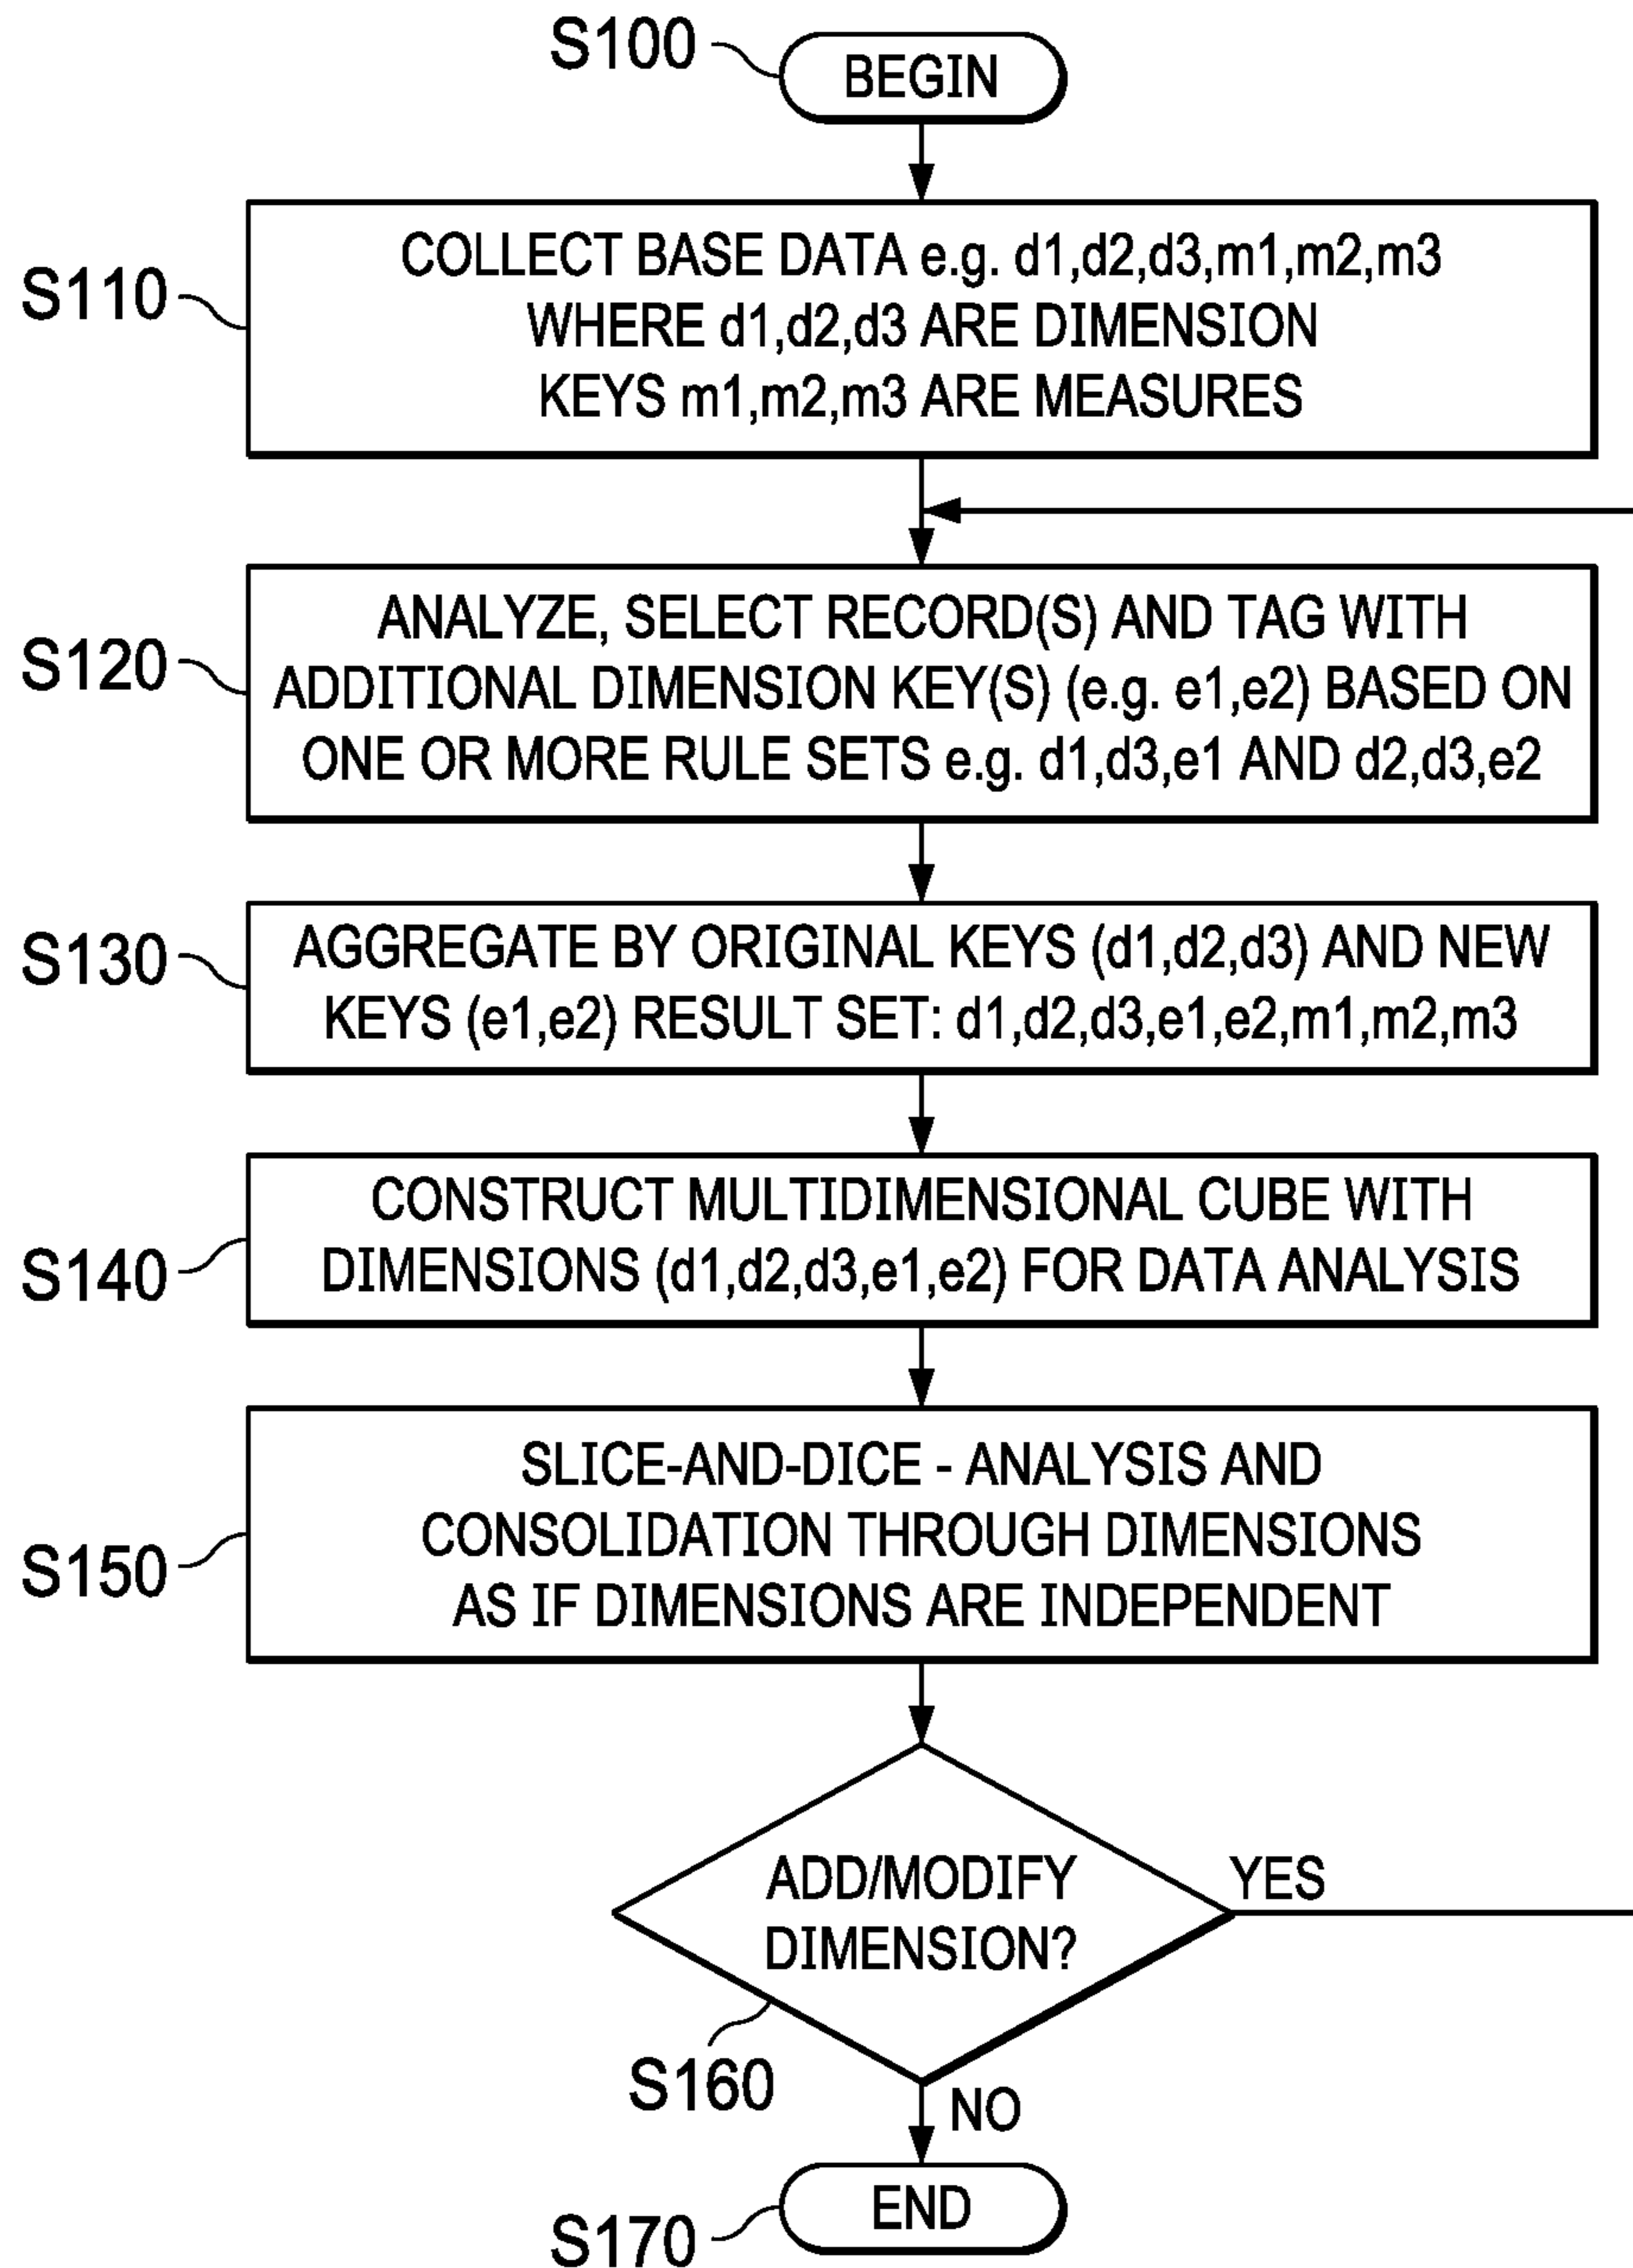 S100
BEGIN
S110
COLLECT BASE DATA e.g. d1,d2,d3,m1,m2,m3
WHERE d1,d2,d3 ARE DIMENSION
KEYS m1,m2,m3 ARE MEASURES
S120
ANALYZE, SELECT RECORD(S) AND TAG WITH
ADDITIONAL DIMENSION KEY(S) (e.g. e1,e2) BASED ON
ONE OR MORE RULE SETS e.g. d1,d3,e1 AND d2,d3,e2
S130
AGGREGATE BY ORIGINAL KEYS (d1,d2,d3) AND NEW
KEYS (e1,e2) RESULT SET: d1,d2,d3,e1,e2,m1,m2,m3
S140
CONSTRUCT MULTIDIMENSIONAL CUBE WITH
DIMENSIONS (d1,d2,d3,e1,e2) FOR DATA ANALYSIS
S150
SLICE-AND-DICE - ANALYSIS AND
CONSOLIDATION THROUGH DIMENSIONS
AS IF DIMENSIONS ARE INDEPENDENT
ADD/MODIFY
DIMENSION?
YES
S160
NO
END
S170